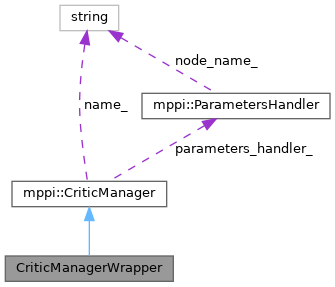 string
node_name_
name_
mppi::ParametersHandler
parameters_handler_
mppi::CriticManager
CriticManagerWrapper